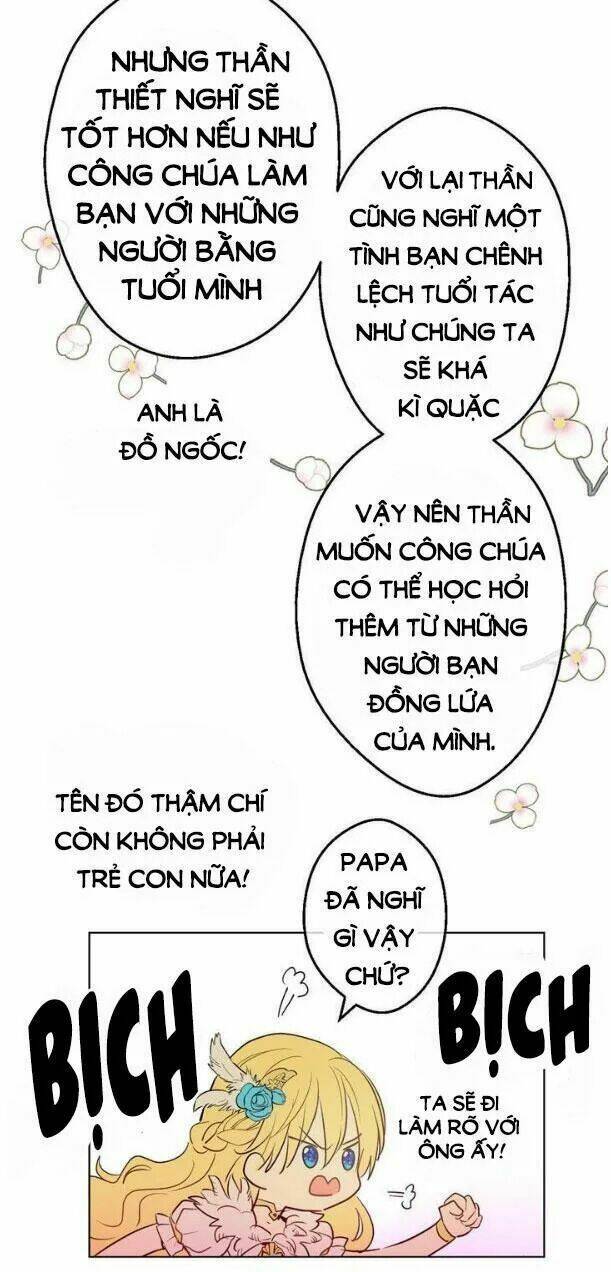 NHƯNG THẦN
THIẾT NGHĨ SẼ
TỐT HƠN NẾU NHƯ
CÔNG CHÚA LÀM
BẠN VỚI NHỮNG
NGƯỜI BẰNG
TUỔI MÌNH
VỚI LẠI THẦN
CŨNG NGHĨ MỘT
TÌNH BẠN CHÊNH
LỆCH TUỔI TÁC
NHƯ CHÚNG TA
SẼ KHÁ
KÌ QUẶC
ANH LÀ
ĐỒ NGỐC!
VẬY NÊN THẦN
MUỐN CÔNG CHÚA
CÓ THỂ HỌC HỎI
THÊM TỪ NHỮNG
NGƯỜI BẠN
ĐỒNG LỨA
CỦA MÌNH.
TÊN ĐÓ THẬM CHÍ
CÒN KHÔNG PHẢI
TRẺ CON NỮA!
PAPA
ĐÃ NGHĨ
GÌ VẬY
CHỨ?
BỊCH
BỊCH
TA SẼ ĐI
LÀM RÕ VỚI
ÔNG ẤY!